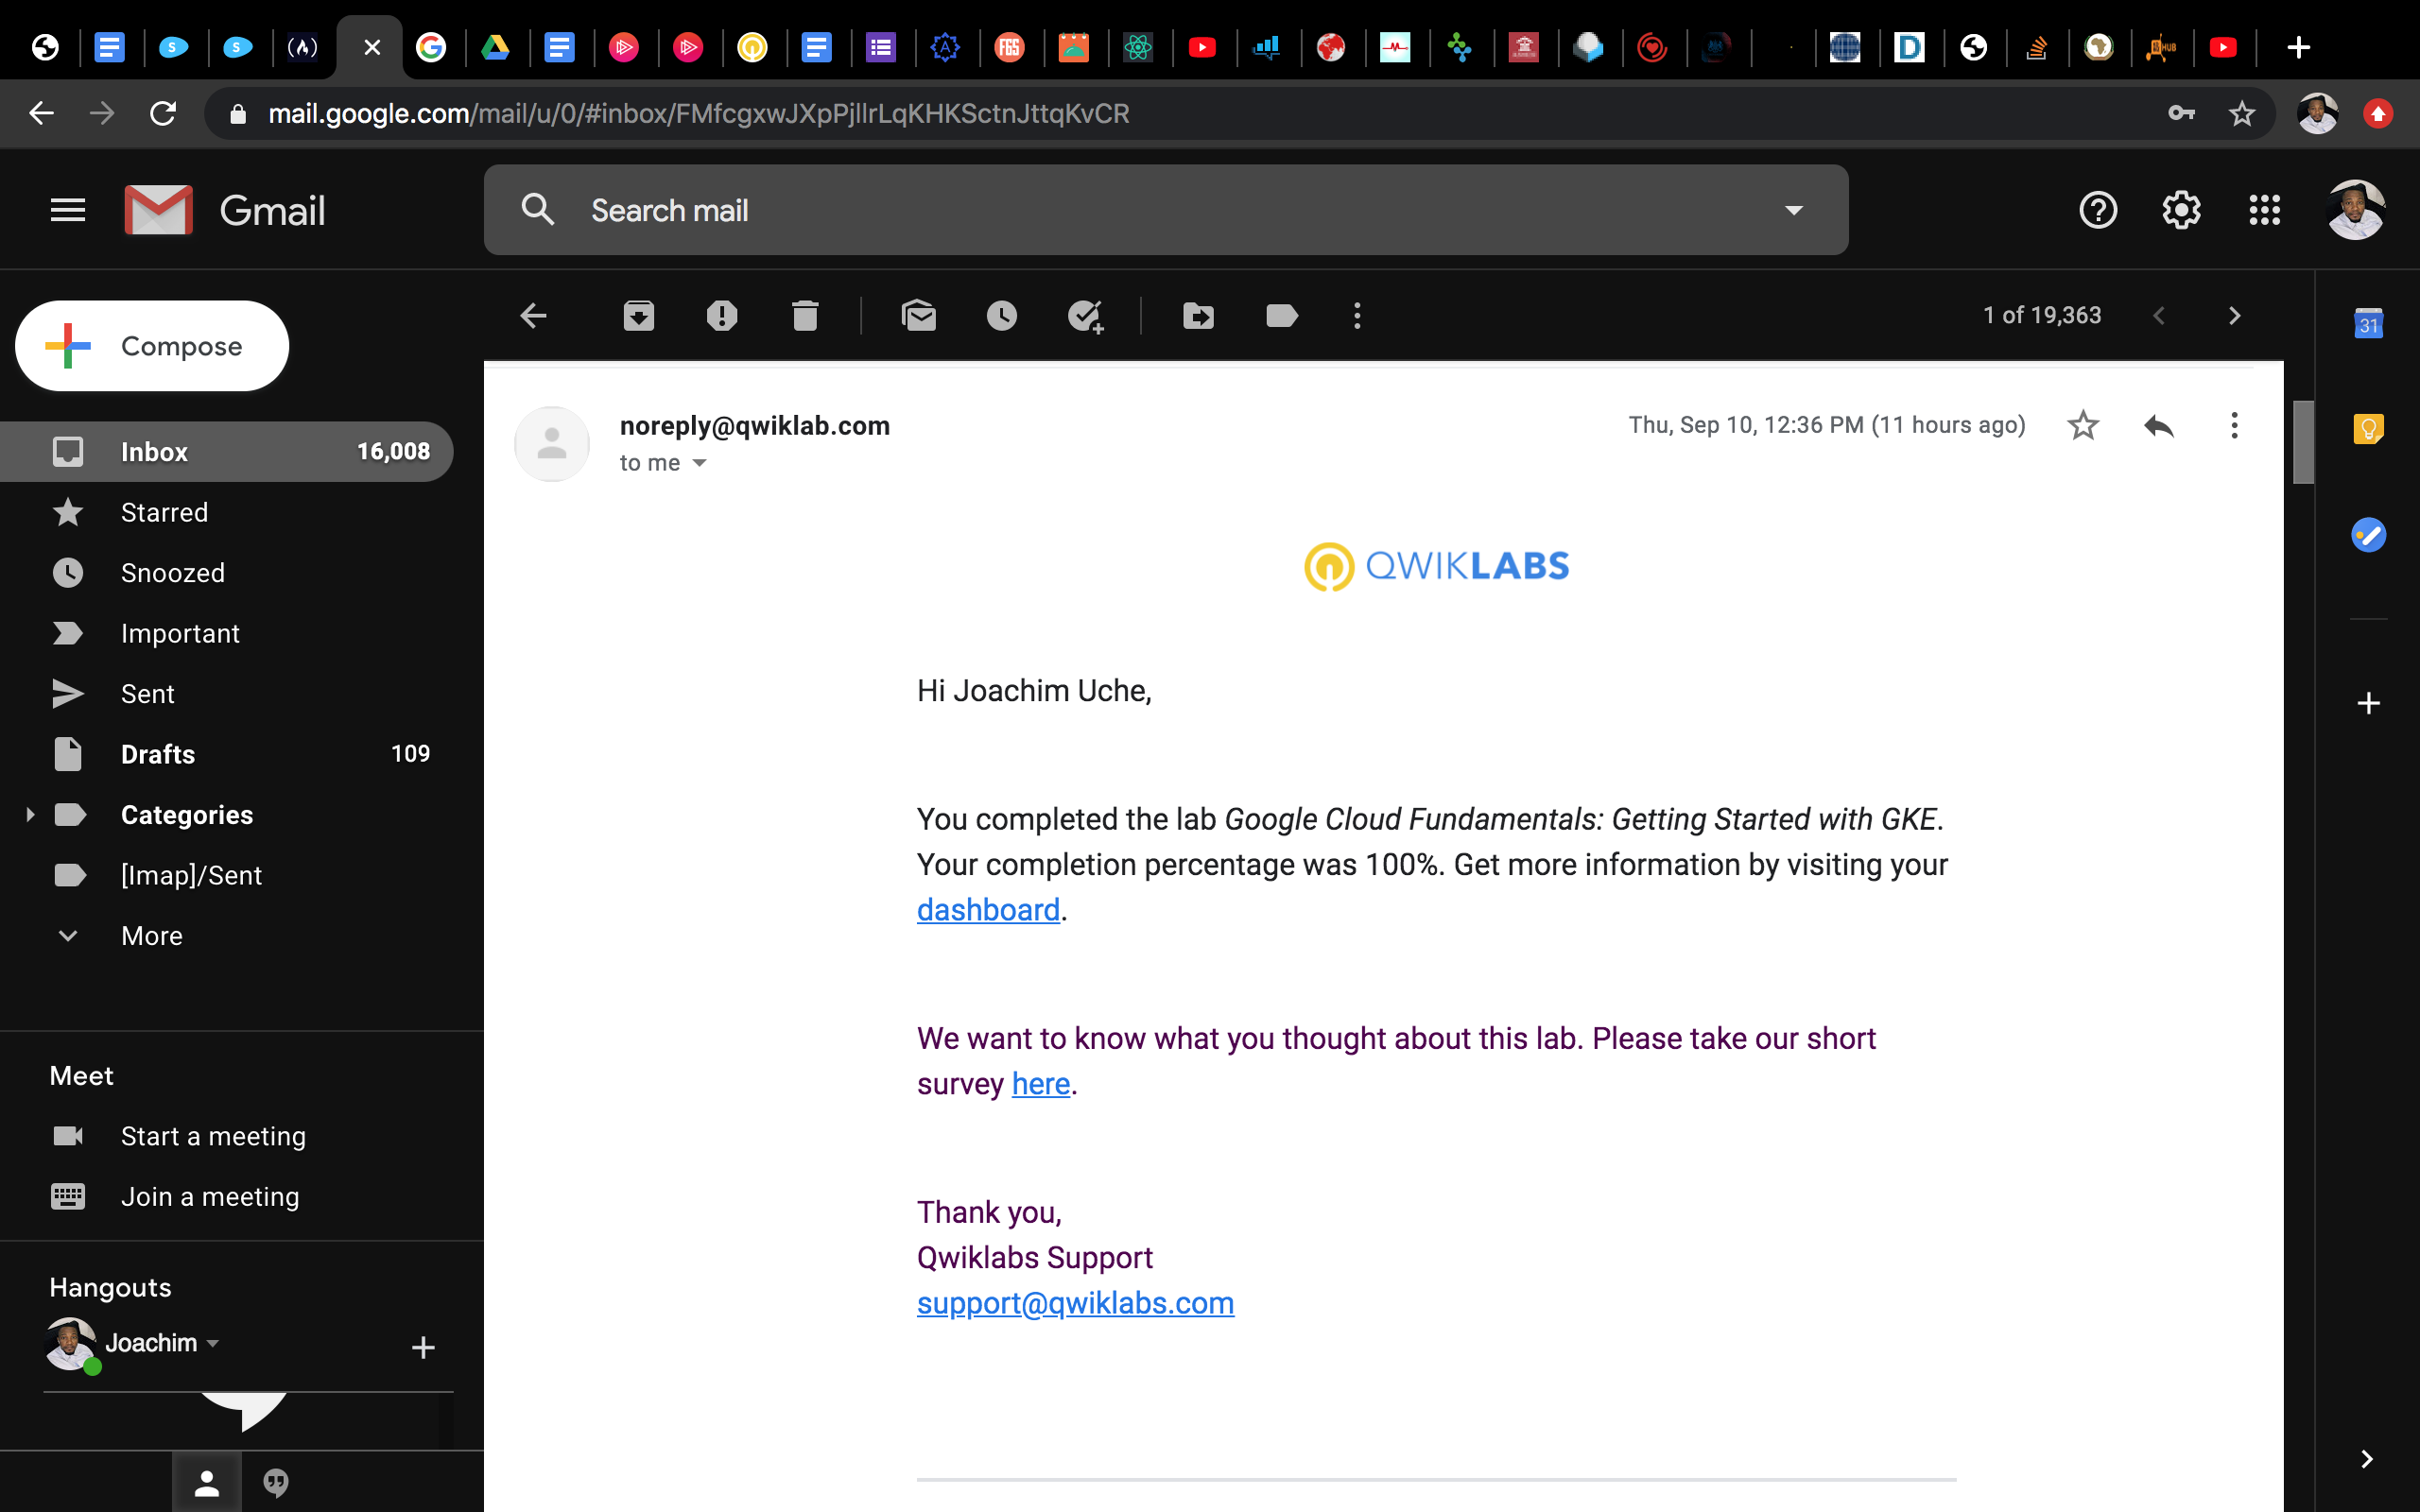 mail.google.com/mail/u/0/#inbox/FMfcgxwJXpPjllrLqKHKSctnJttqKvCR
Gmail
Search mail
1 of 19,363
Compose
Inbox 16,008
Starred
Snoozed
Important
Sent
Drafts 109
Categories
[Imap]/Sent
More
Meet
Start a meeting
Join a meeting
Hangouts
Joachim
noreply@qwiklab.com
Thu, Sep 10, 12:36 PM (11 hours ago)
to me
QWIKLABS
Hi Joachim Uche,
You completed the lab Google Cloud Fundamentals: Getting Started with GKE.
Your completion percentage was 100%. Get more information by visiting your
dashboard.
We want to know what you thought about this lab. Please take our short
survey here.
Thank you,
Qwiklabs Support
support@qwiklabs.com
31